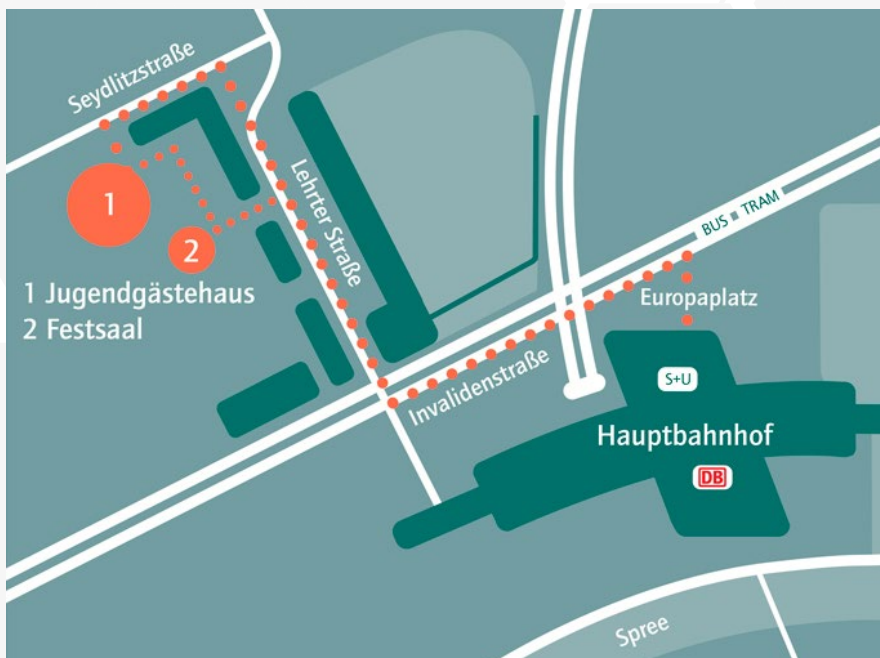 Seydlitzstraße
Lehrter Straße
1
2
1 Jugendgästehaus
2 Festsaal
BUS TRAM
Europaplatz
Invalidenstraße
S+U
Hauptbahnhof
DB
Spree